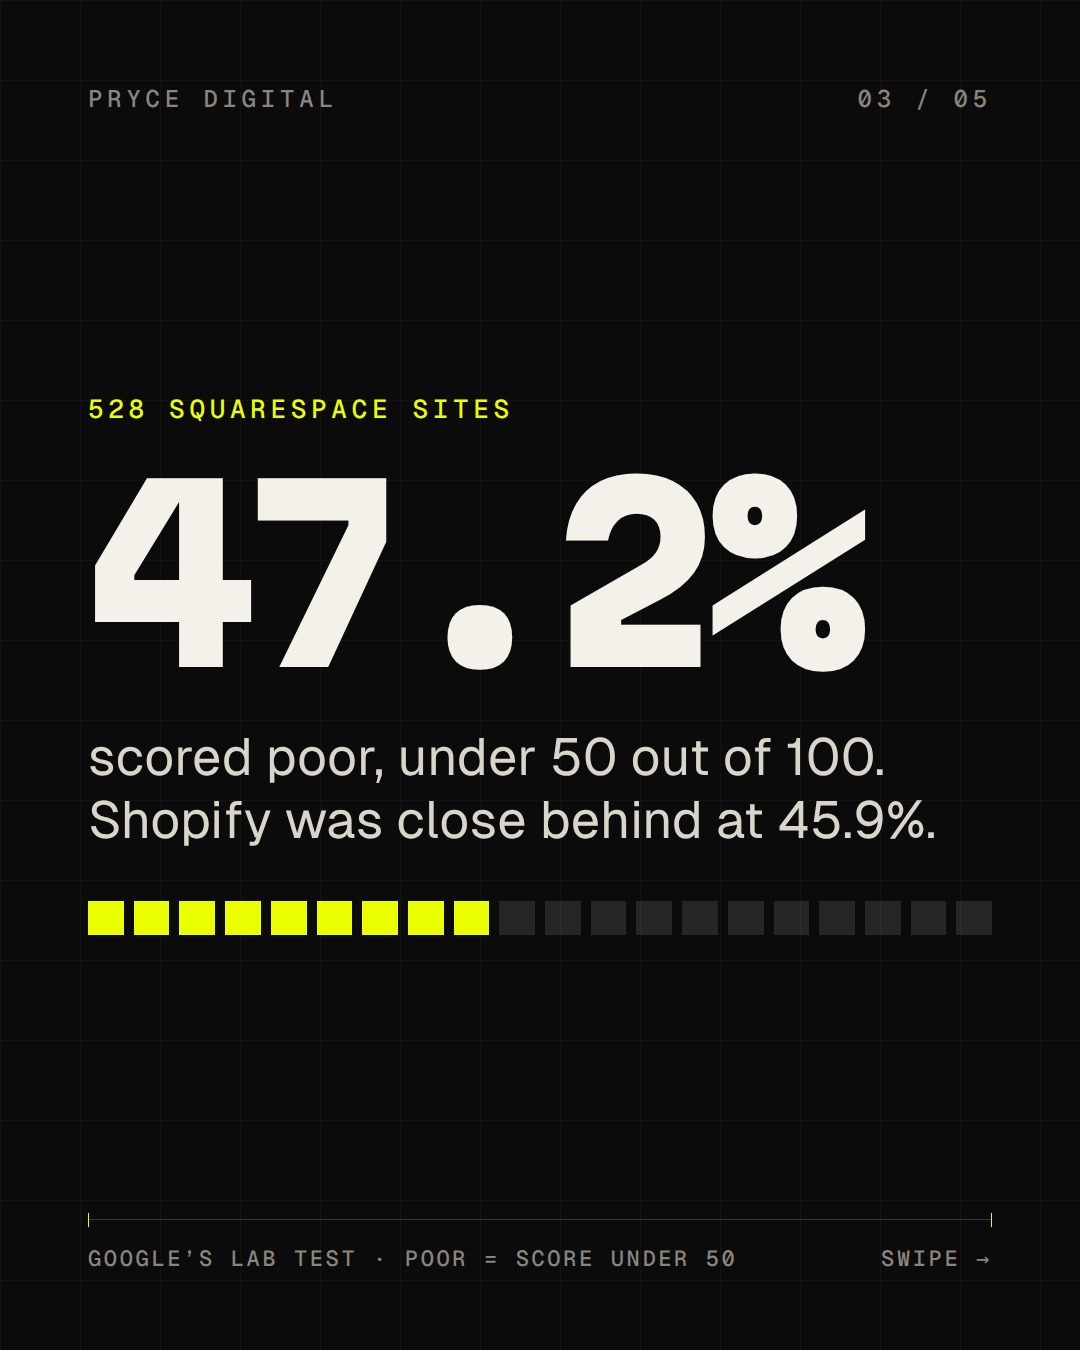 PRYCE DIGITAL
03 / 05
528 SQUARESPACE SITES
47.2%
scored poor, under 50 out of 100.
Shopify was close behind at 45.9%.
GOOGLE’S LAB TEST · POOR = SCORE UNDER 50
SWIPE →